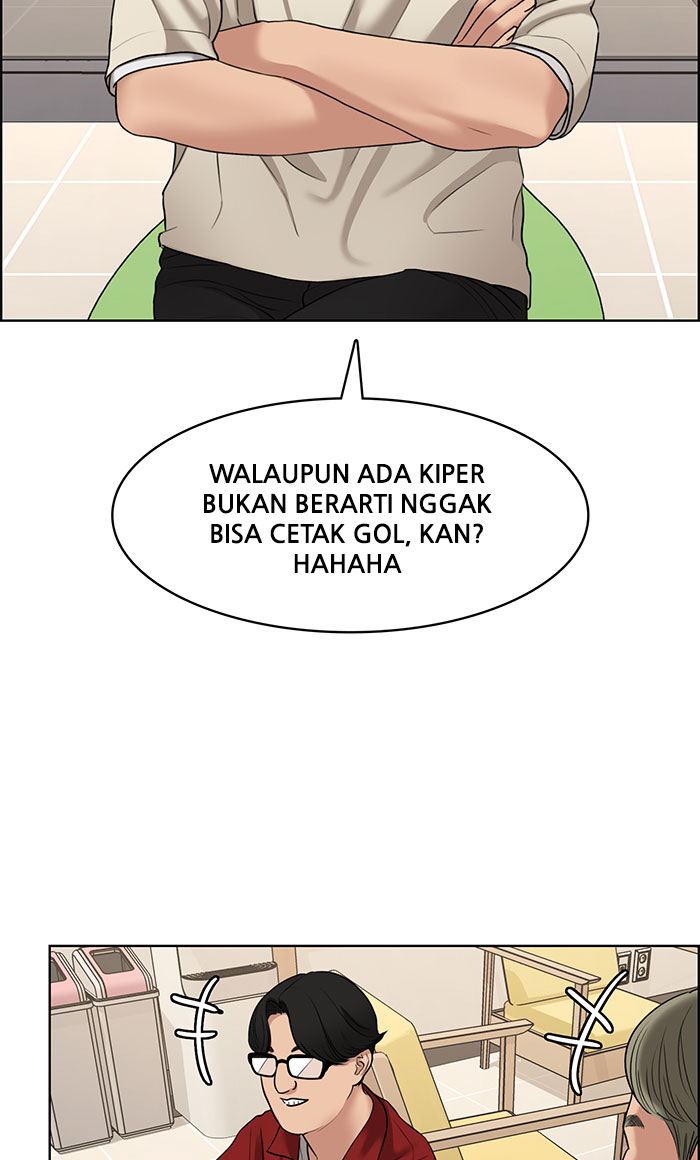 WALAUPUN ADA KIPER
BUKAN BERARTI NGGAK
BISA CETAK GOL, KAN?
HAHAHA